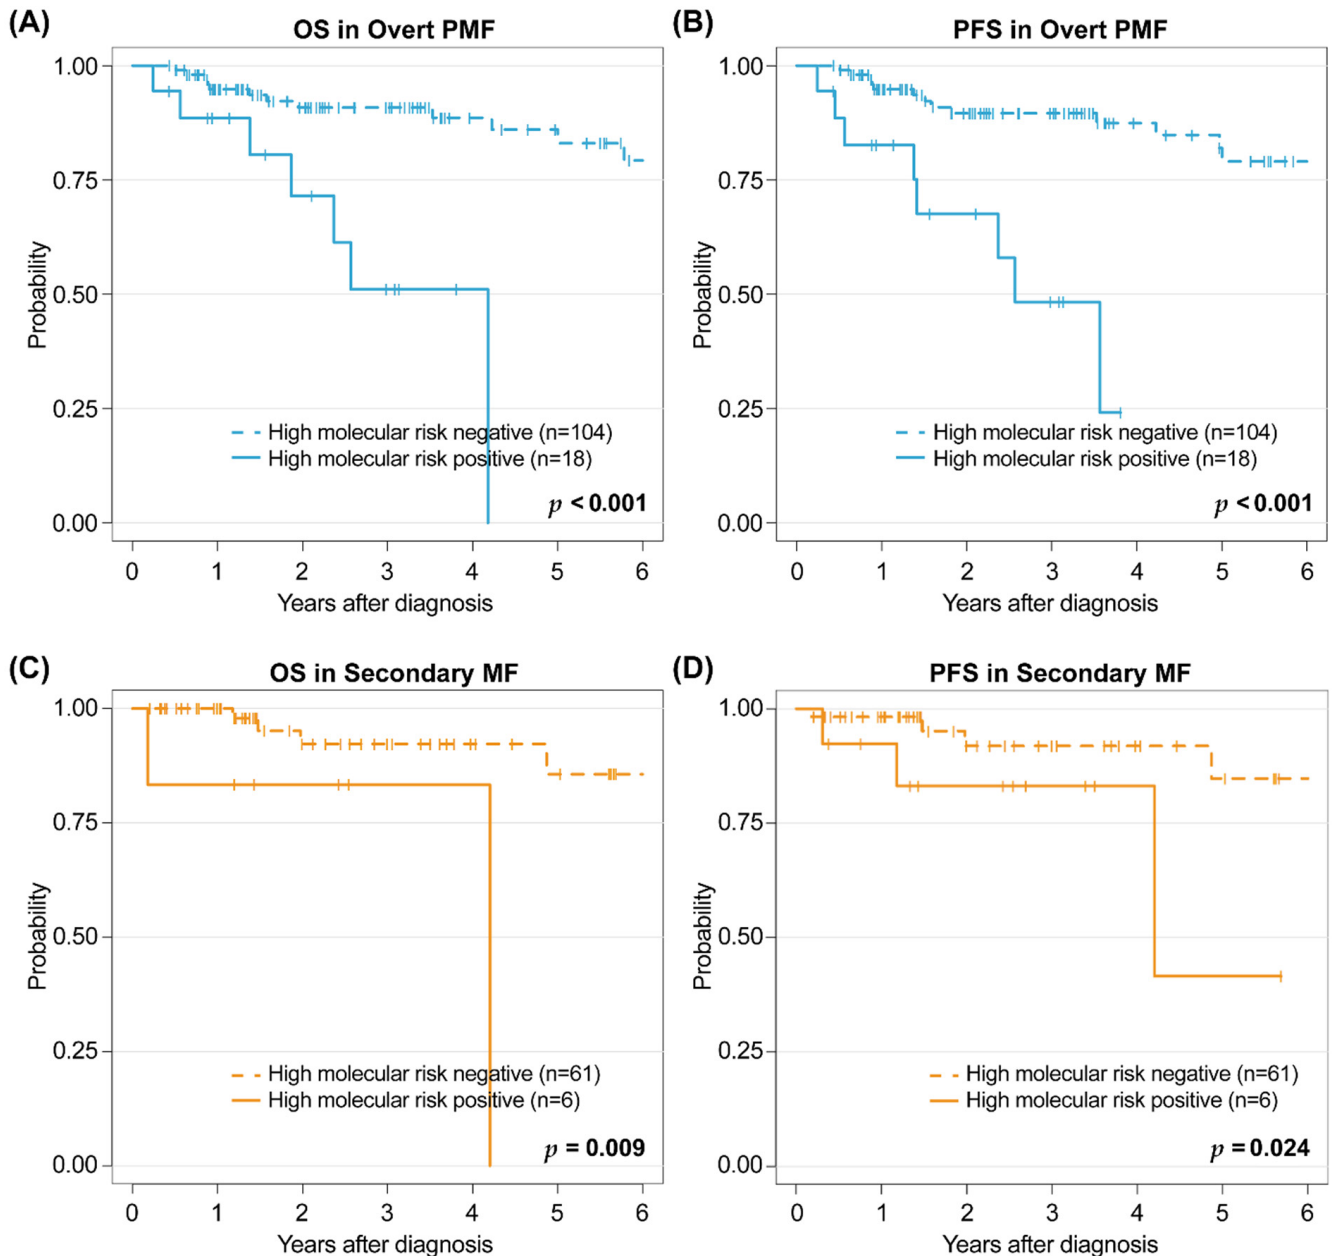 (A)
OS in Overt PMF
1.00
0.75
0.50
0.25
0.00
Probability
High molecular risk negative (n=104)
High molecular risk positive (n=18)
p < 0.001
0 1 2 3 4 5 6
Years after diagnosis
(B)
PFS in Overt PMF
1.00
0.75
0.50
0.25
0.00
Probability
High molecular risk negative (n=104)
High molecular risk positive (n=18)
p < 0.001
0 1 2 3 4 5 6
Years after diagnosis
(C)
OS in Secondary MF
1.00
0.75
0.50
0.25
0.00
Probability
High molecular risk negative (n=61)
High molecular risk positive (n=6)
p = 0.009
0 1 2 3 4 5 6
Years after diagnosis
(D)
PFS in Secondary MF
1.00
0.75
0.50
0.25
0.00
Probability
High molecular risk negative (n=61)
High molecular risk positive (n=6)
p = 0.024
0 1 2 3 4 5 6
Years after diagnosis